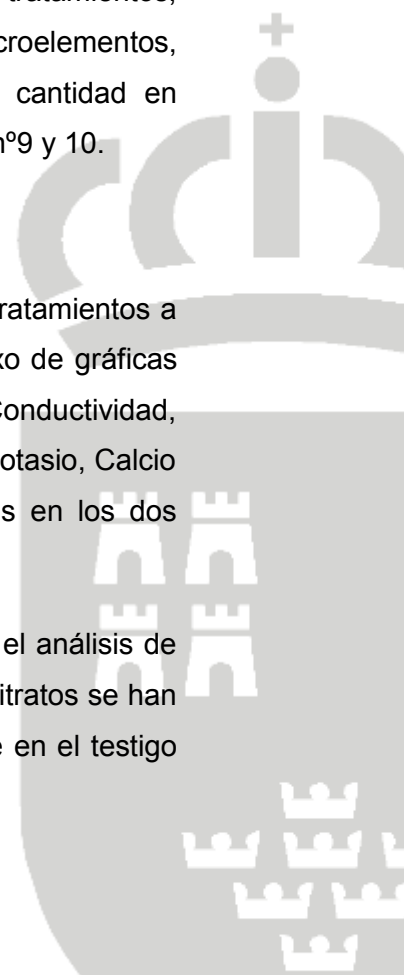 croelementos,
cantidad en
nº9 y 10.
ratamientos a
xo de gráficas
Conductividad,
otasio, Calcio
s en los dos
el análisis de
itratos se han
e en el testigo